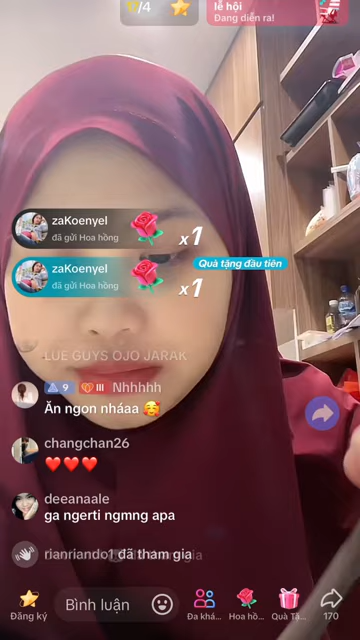 /4
lễ hội
Đang diễn ra!
zaKoenyel
đã gửi Hoa hồng
x1
Quà tặng đầu tiên
zaKoenyel
đã gửi Hoa hồng
x1
LUE GUYS OJO JARAK
9 III Nhhhhh
Ăn ngon nháaa 🥰
changchan26
❤️❤️❤️
deeanaale
ga ngerti ngmng apa
rianriando1 đã tham gia
Đăng ký
Bình luận
Đa khá...
Hoa hồ...
Quà Tặ...
170